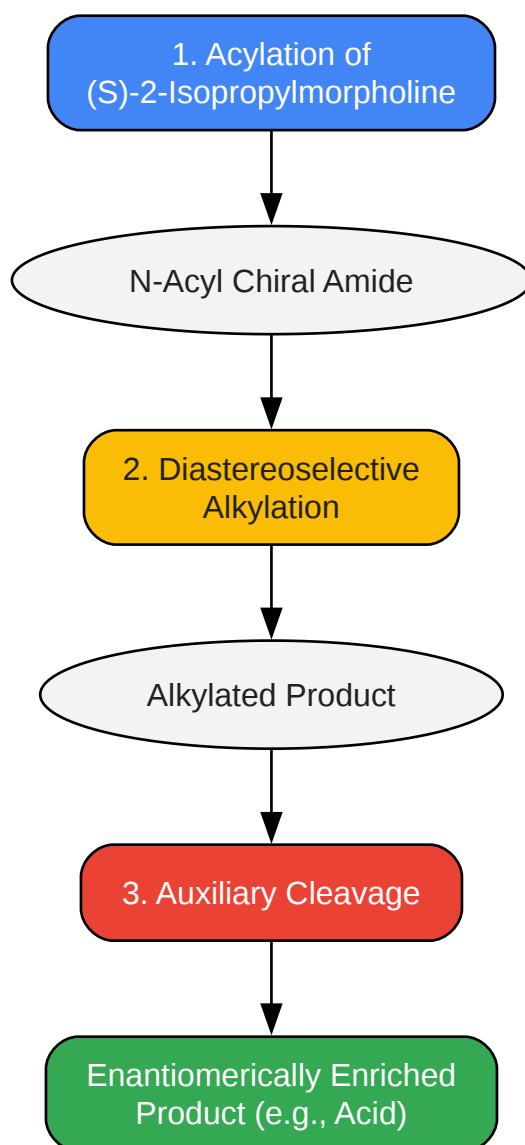 1. Acylation of
(S)-2-Isopropylmorpholine
N-Acyl Chiral Amide
2. Diastereoselective
Alkylation
Alkylated Product
3. Auxiliary Cleavage
Enantiomerically Enriched
Product (e.g., Acid)